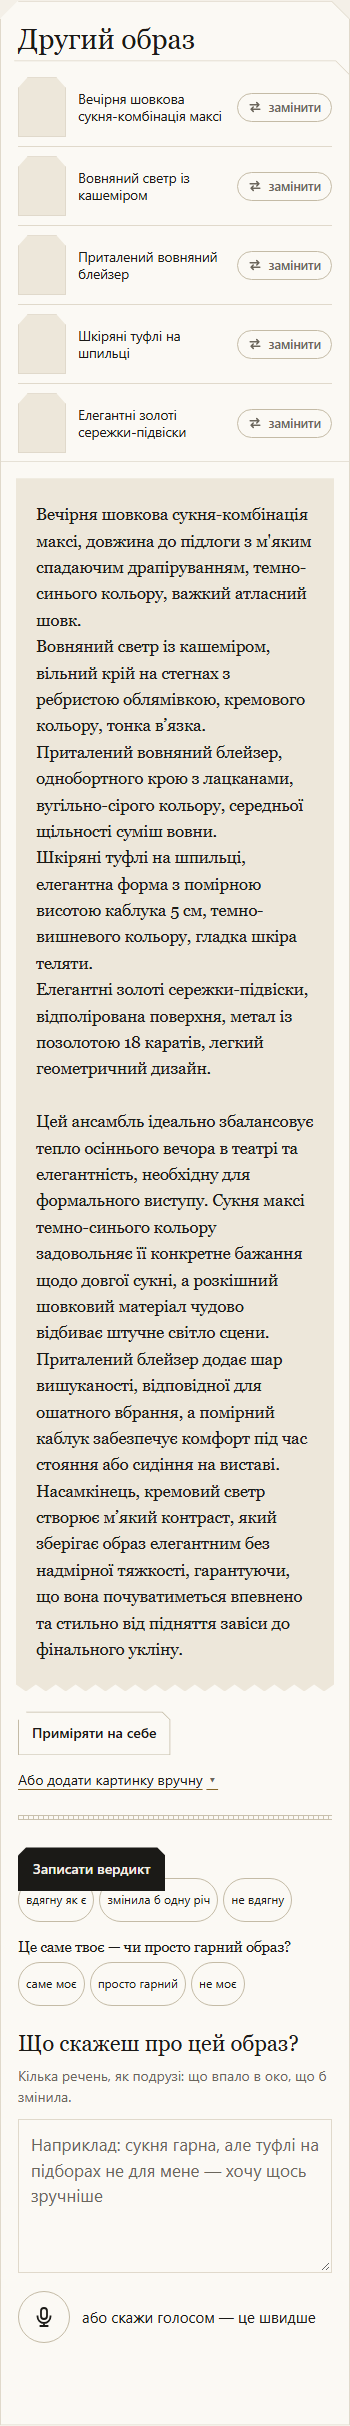 Другий образ
Вечірня шовкова
сукня-комбінація максі
замінити
Вовняний светр із
кашеміром
замінити
Приталений вовняний
блейзер
замінити
Шкіряні туфлі на
шпильці
замінити
Елегантні золоті
сережки-підвіски
замінити
Вечірня шовкова сукня-комбінація
максі, довжина до підлоги з м'яким
спадаючим драпіруванням, темно-
синього кольору, важкий атласний
шовк.
Вовняний светр із кашеміром,
вільний крій на стегнах з
ребристою облямівкою, кремового
кольору, тонка в’язка.
Приталений вовняний блейзер,
однобортного крою з лацканами,
вугільно-сірого кольору, середньої
щільності суміш вовни.
Шкіряні туфлі на шпильці,
елегантна форма з помірною
висотою каблука 5 см, темно-
вишневого кольору, гладка шкіра
теляти.
Елегантні золоті сережки-підвіски,
відполірована поверхня, метал із
позолотою 18 каратів, легкий
геометричний дизайн.
Цей ансамбль ідеально збалансовує
тепло осіннього вечора в театрі та
елегантність, необхідну для
формального виступу. Сукня максі
темно-синього кольору
задовольняє її конкретне бажання
щодо довгої сукні, а розкішний
шовковий матеріал чудово
відбиває штучне світло сцени.
Приталений блейзер додає шар
вишуканості, відповідної для
ошатного вбрання, а помірний
каблук забезпечує комфорт під час
стояння або сидіння на виставі.
Насамкінець, кремовий светр
створює м’який контраст, який
зберігає образ елегантним без
надмірної тяжкості, гарантуючи,
що вона почуватиметься впевнено
та стильно від підняття завіси до
фінального укліну.
Приміряти на себе
Або додати картинку вручну
Записати вердикт
вдягну як є
змінила б одну річ
не вдягну
Це саме твоє — чи просто гарний образ?
саме моє
просто гарний
не моє
Що скажеш про цей образ?
Кілька речень, як подрузі: що впало в око, що б
змінила.
Наприклад: сукня гарна, але туфлі на
підборах не для мене — хочу щось
зручніше
або скажи голосом — це швидше